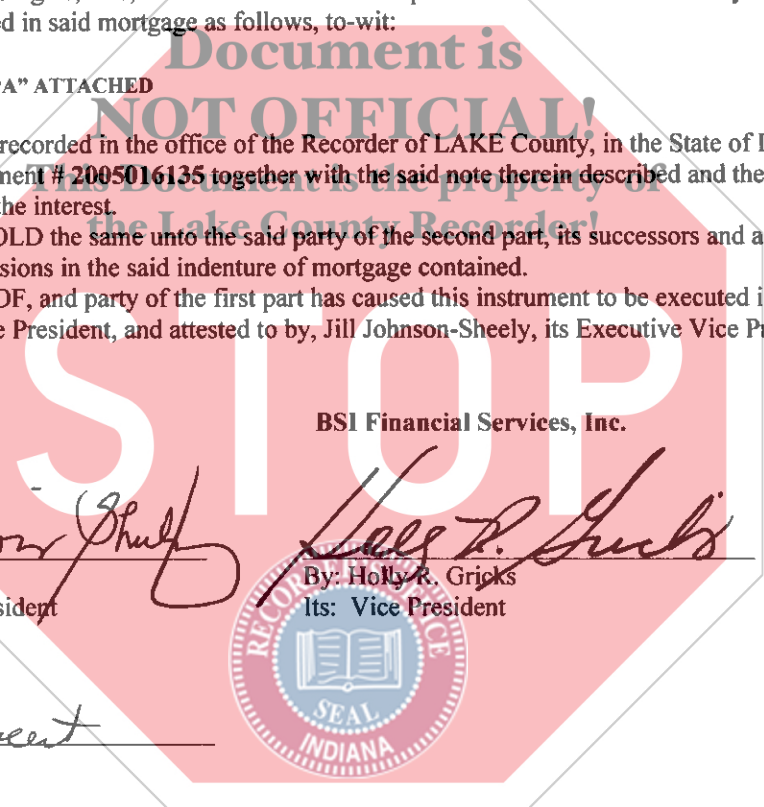 ed in said mortgage as follows, to-wit:
Document is
"A" ATTACHED
NOT OFFICIAL!
recorded in the office of the Recorder of LAKE County, in the State of I
ment # 2005016135 together with the said note therein described and the
This Document is the property of
the interest.
the Lake County Recorder!
OLD the same unto the said party of the second part, its successors and a
sions in the said indenture of mortgage contained.
OF, and party of the first part has caused this instrument to be executed i
e President, and attested to by, Jill Johnson-Sheely, its Executive Vice P
STOP
BSI Financial Services, Inc.
Holly R. Gricks
By: Holly R. Gricks
sident
Its: Vice President
RECORDER'S OFFICE
SEAL
INDIANA